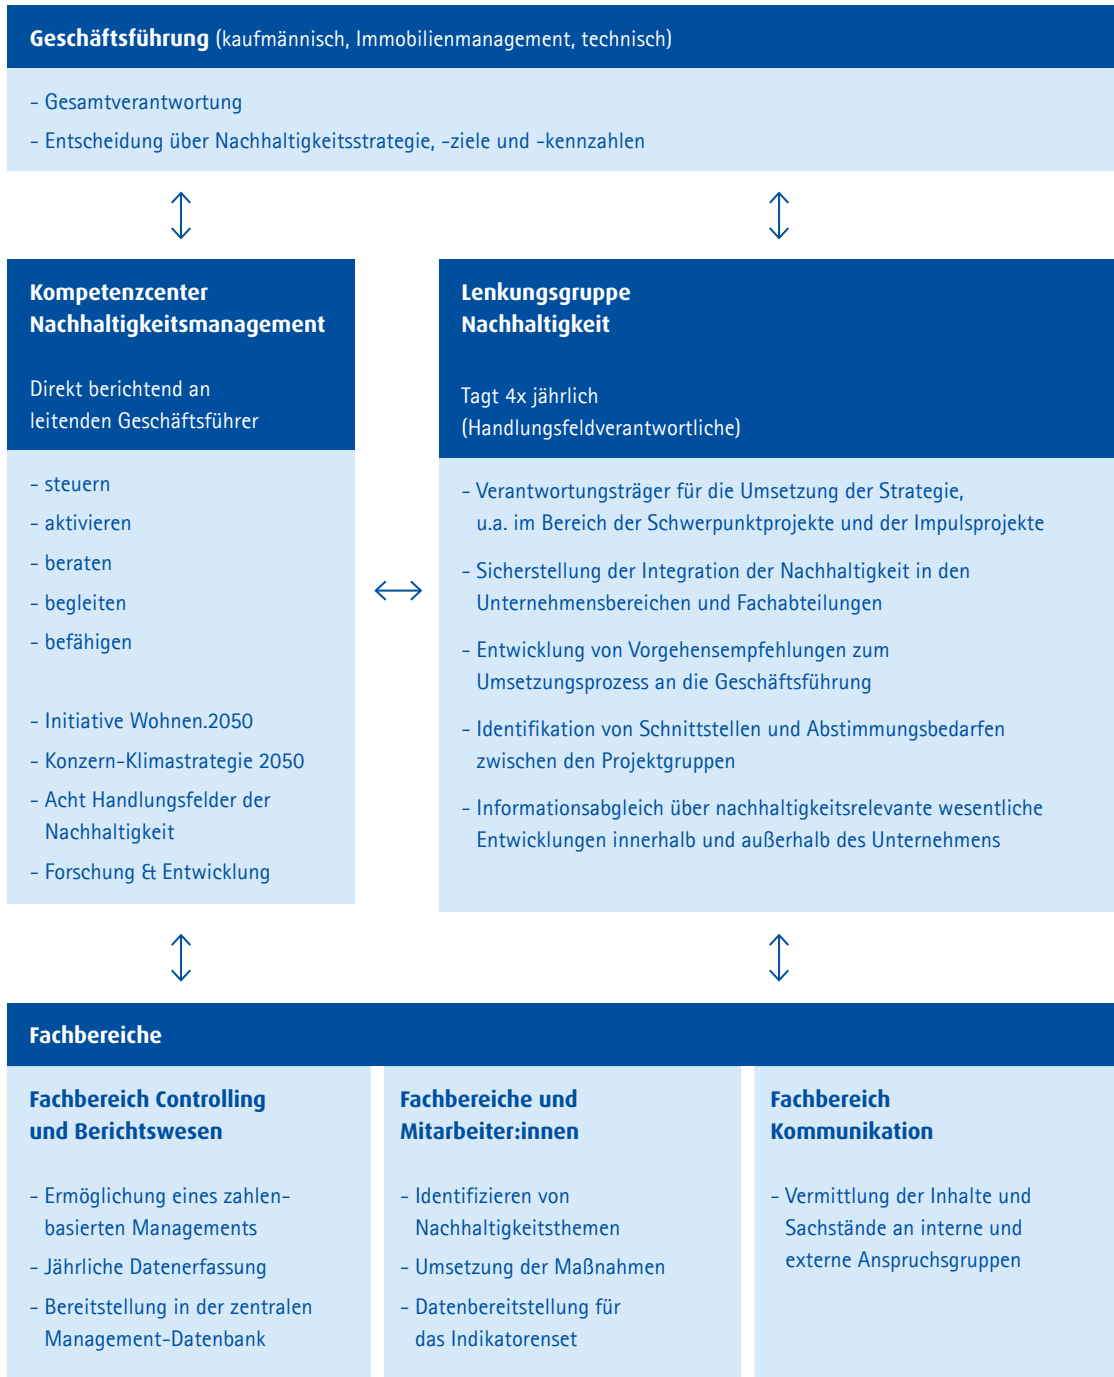 Geschäftsführung (kaufmännisch, Immobilienmanagement, technisch)
- Gesamtverantwortung
- Entscheidung über Nachhaltigkeitsstrategie, -ziele und -kennzahlen
Kompetenzcenter
Nachhaltigkeitsmanagement
Direkt berichtend an
leitenden Geschäftsführer
- steuern
- aktivieren
- beraten
- begleiten
- befähigen
- Initiative Wohnen.2050
- Konzern-Klimastrategie 2050
- Acht Handlungsfelder der
Nachhaltigkeit
- Forschung & Entwicklung
Lenkungsgruppe
Nachhaltigkeit
Tagt 4x jährlich
(Handlungsfeldverantwortliche)
- Verantwortungsträger für die Umsetzung der Strategie,
u.a. im Bereich der Schwerpunktprojekte und der Impulsprojekte
- Sicherstellung der Integration der Nachhaltigkeit in den
Unternehmensbereichen und Fachabteilungen
- Entwicklung von Vorgehensempfehlungen zum
Umsetzungsprozess an die Geschäftsführung
- Identifikation von Schnittstellen und Abstimmungsbedarfen
zwischen den Projektgruppen
- Informationsabgleich über nachhaltigkeitsrelevante wesentliche
Entwicklungen innerhalb und außerhalb des Unternehmens
Fachbereiche
Fachbereich Controlling
und Berichtswesen
- Ermöglichung eines zahlen-
basierten Managements
- Jährliche Datenerfassung
- Bereitstellung in der zentralen
Management-Datenbank
Fachbereiche und
Mitarbeiter:innen
- Identifizieren von
Nachhaltigkeitsthemen
- Umsetzung der Maßnahmen
- Datenbereitstellung für
das Indikatorenset
Fachbereich
Kommunikation
- Vermittlung der Inhalte und
Sachstände an interne und
externe Anspruchsgruppen